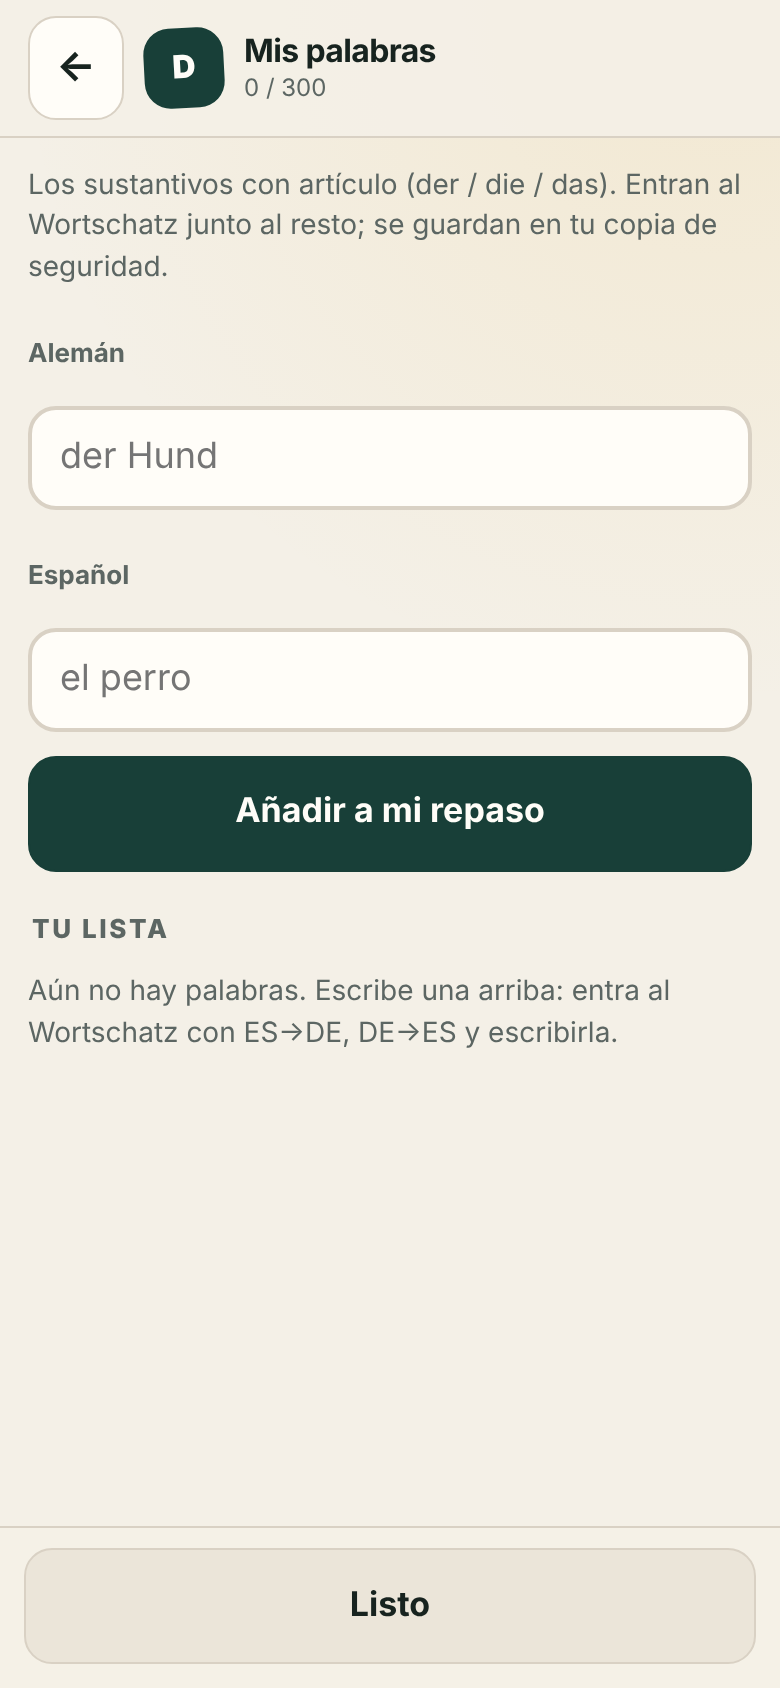 ←
D
Mis palabras
0 / 300
Los sustantivos con artículo (der / die / das). Entran al
Wortschatz junto al resto; se guardan en tu copia de
seguridad.
Alemán
der Hund
Español
el perro
Añadir a mi repaso
TU LISTA
Aún no hay palabras. Escribe una arriba: entra al
Wortschatz con ES→DE, DE→ES y escribirla.
Listo